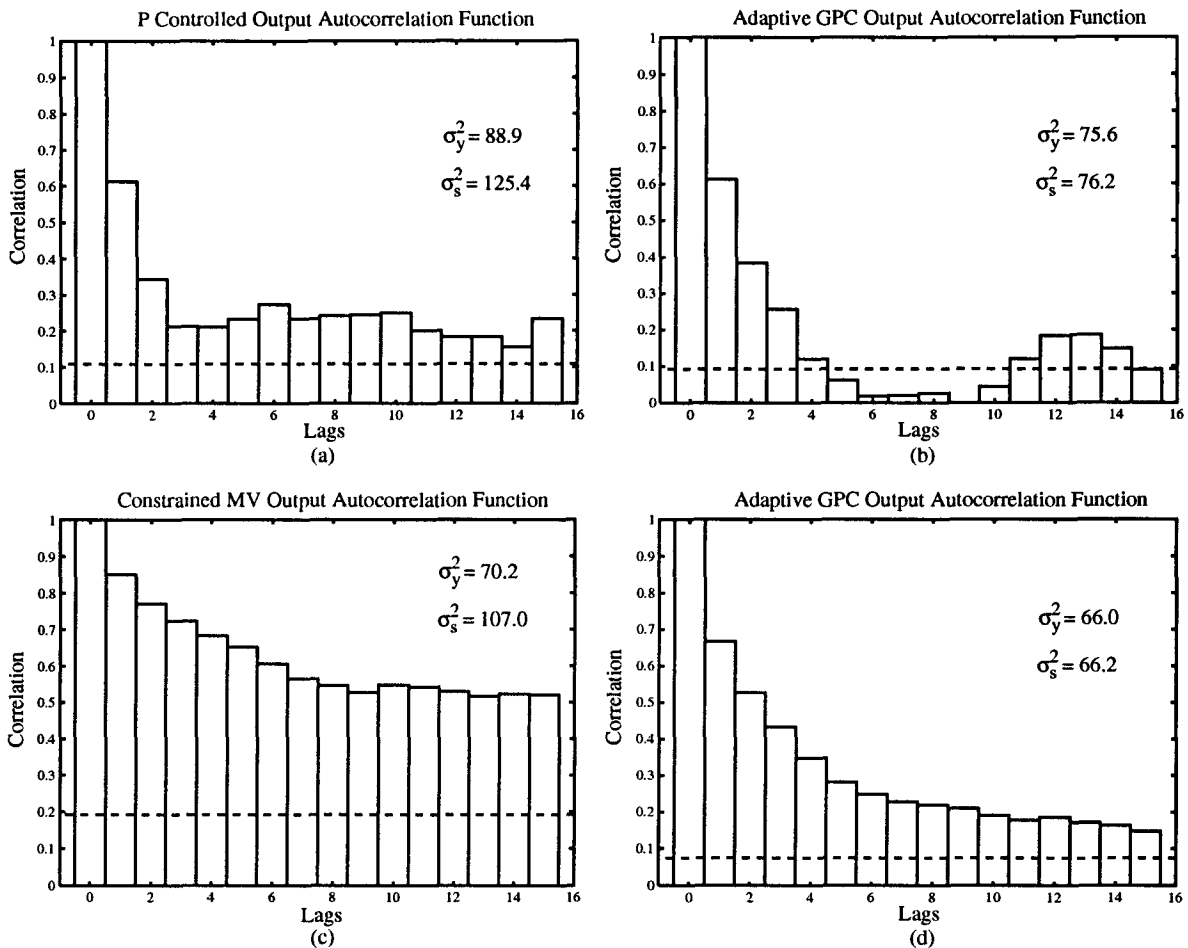 P Controlled Output Autocorrelation Function
1
0.9
0.8
0.7
0.6
0.5
0.4
0.3
0.2
0.1
0
Correlation
σ²y = 88.9
σ²s = 125.4
0 2 4 6 8 10 12 14 16
Lags
(a)
Adaptive GPC Output Autocorrelation Function
1
0.9
0.8
0.7
0.6
0.5
0.4
0.3
0.2
0.1
0
Correlation
σ²y = 75.6
σ²s = 76.2
0 2 4 6 8 10 12 14 16
Lags
(b)
Constrained MV Output Autocorrelation Function
1
0.9
0.8
0.7
0.6
0.5
0.4
0.3
0.2
0.1
0
Correlation
σ²y = 70.2
σ²s = 107.0
0 2 4 6 8 10 12 14 16
Lags
(c)
Adaptive GPC Output Autocorrelation Function
1
0.9
0.8
0.7
0.6
0.5
0.4
0.3
0.2
0.1
0
Correlation
σ²y = 66.0
σ²s = 66.2
0 2 4 6 8 10 12 14 16
Lags
(d)